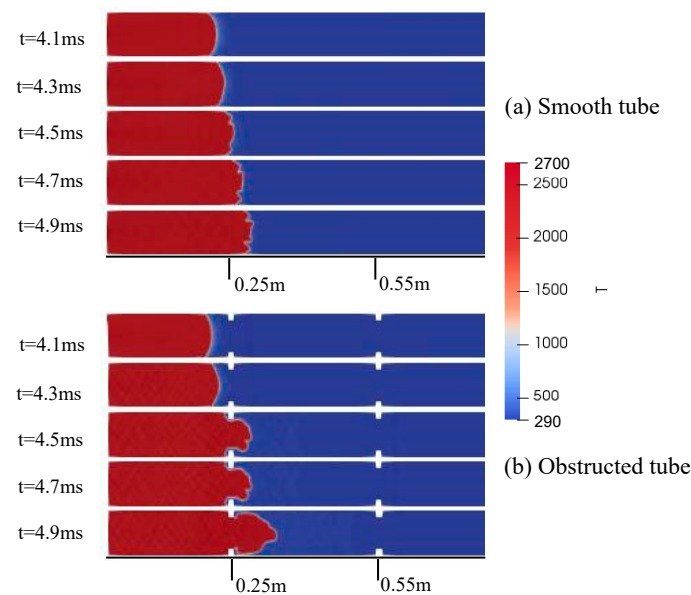 t=4.1ms
t=4.3ms
t=4.5ms
t=4.7ms
t=4.9ms
0.25m
0.55m
(a) Smooth tube
2700
2500
2000
1500
1000
500
290
T
t=4.1ms
t=4.3ms
t=4.5ms
t=4.7ms
t=4.9ms
0.25m
0.55m
(b) Obstructed tube